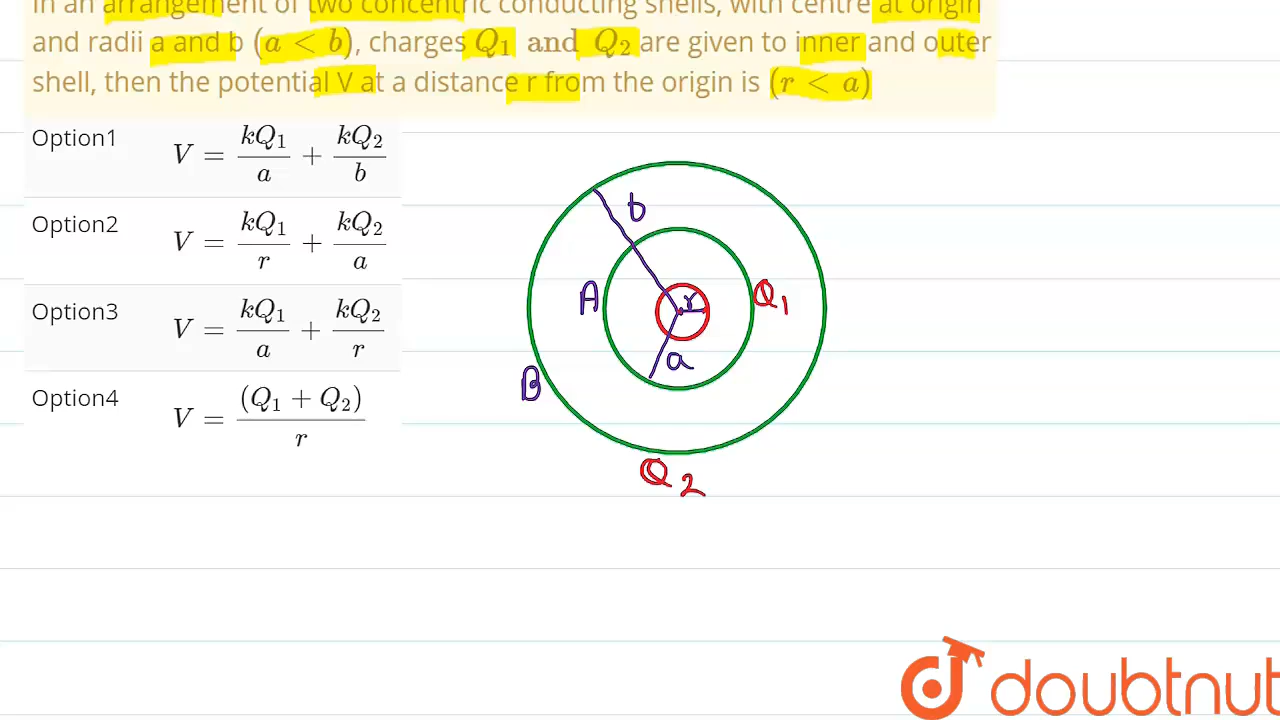 In an arrangement of two concentric conducting shells, with centre at origin
and radii a and b (a < b), charges Q₁ and Q₂ are given to inner and outer
shell, then the potential V at a distance r from the origin is (r < a)
Option1 V = kQ₁/a + kQ₂/b
Option2 V = kQ₁/r + kQ₂/a
Option3 V = kQ₁/a + kQ₂/r
Option4 V = (Q₁ + Q₂)/r
b
A
r
Q₁
a
B
Q₂
doubtnut